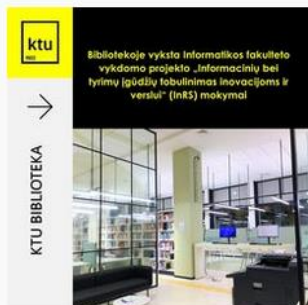 ktu
1922
Bibliotekoje vyksta Informatikos fakulteto
vykdomo projekto „Informacinių bei
tyrimų įgūdžių tobulinimas inovacijoms ir
verslui“ (InRS) mokymai
KTU BIBLIOTEKA